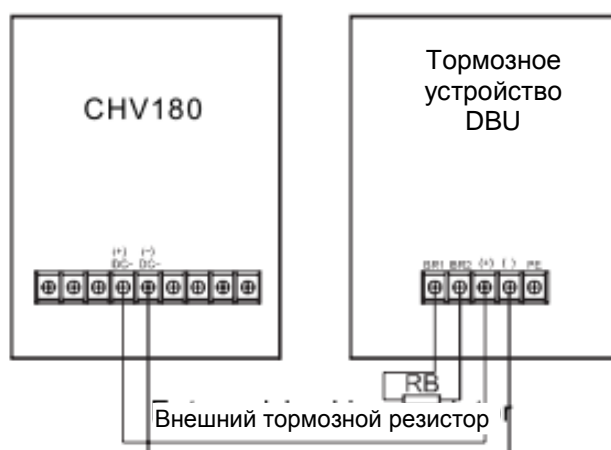 CHV180
Тормозное
устройство
DBU
(+) (-)
DC- DC-
BR1 BR2 (+) (-) PE
RB
Внешний тормозной резистор